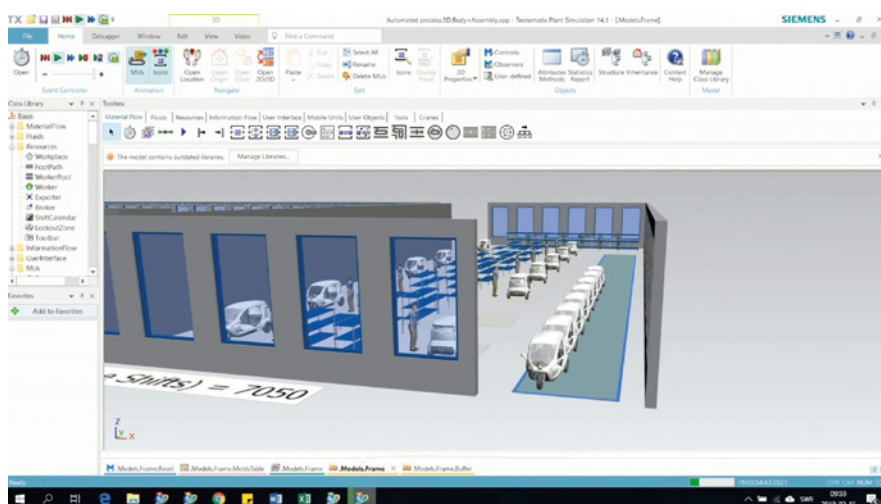 Automated process.3D.Body+Assembly.spp - Tecnomatix Plant Simulation 14.1 - [.Models.Frame]
SIEMENS
File Home Debugger Window Edit View Video Find a Command
Open
Event Controller
MUs Icons
Animation
Open Location
Open Origin
Open Class
Open 2D/3D
Navigate
Paste
Cut
Copy
Delete
Select All
Rename
Delete MUs
Edit
Icons
Display Panel
3D Properties
Controls
Observers
User-defined
Attributes Methods
Statistics Report
Structure
Inheritance
Objects
Context Help
Manage Class Library
Model
Class Library
Toolbox
Basis
MaterialFlow
Fluids
Resources
Workplace
FootPath
WorkerPool
Worker
Exporter
Broker
ShiftCalendar
LockoutZone
Toolbar
InformationFlow
UserInterface
MUs
Material Flow Fluids Resources Information Flow User Interface Mobile Units User Objects Tools Cranes
The model contains outdated libraries. Manage Libraries...
Favorites
Add to Favorites
e Shifts) = 7050
Z
Y
X
.Models.Frame.Reset .Models.Frame.MoldsTable .Models.Frame .Models.Frame .Models.Frame.Buffer
Ready
CAP NUM
SWE
09:59